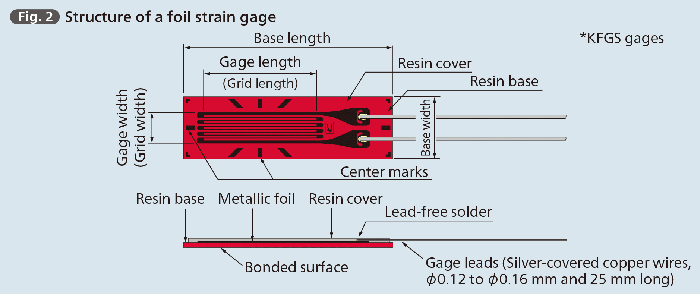 Fig. 2 Structure of a foil strain gage
Base length
*KFGS gages
Gage length
(Grid length)
Resin cover
Resin base
Gage width
(Grid width)
Base width
Center marks
Resin base Metallic foil Resin cover
Lead-free solder
Bonded surface
Gage leads (Silver-covered copper wires,
ϕ0.12 to ϕ0.16 mm and 25 mm long)